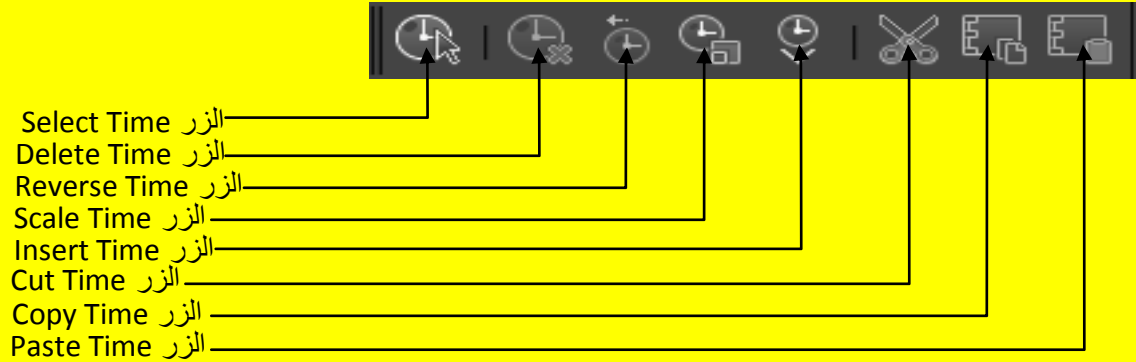 الزر Select Time
الزر Delete Time
الزر Reverse Time
الزر Scale Time
الزر Insert Time
الزر Cut Time
الزر Copy Time
الزر Paste Time